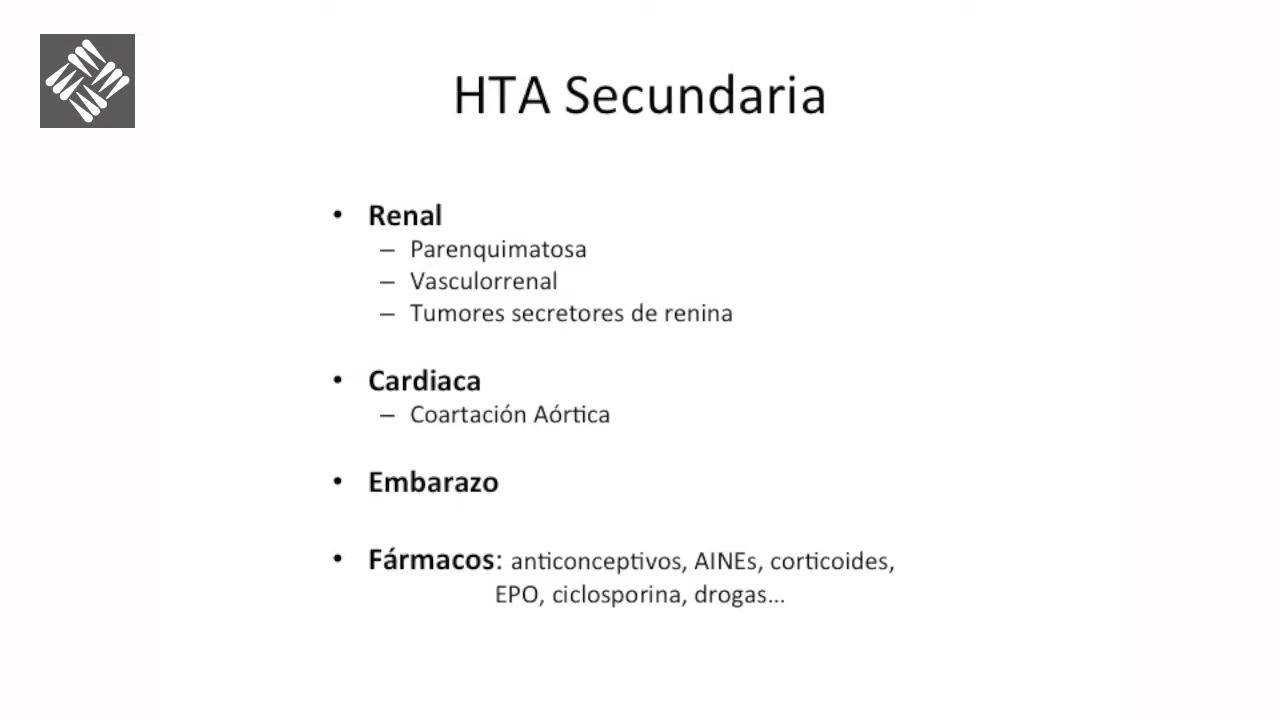 HTA Secundaria
• Renal
– Parenquimatosa
– Vasculorrenal
– Tumores secretores de renina
• Cardiaca
– Coartación Aórtica
• Embarazo
• Fármacos: anticonceptivos, AINEs, corticoides,
EPO, ciclosporina, drogas...